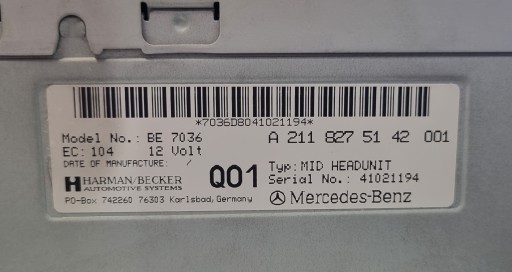 *7036D8041021194*
Model No.: BE 7036 A 211 827 51 42 001
EC: 104 12 Volt
DATE OF MANUFACTURE: /
Typ: MID HEADUNIT
HARMAN/BECKER
AUTOMOTIVE SYSTEMS
Q01
Serial No.: 41021194
PO-Box 742260 76303 Karlsbad, Germany
Mercedes-Benz